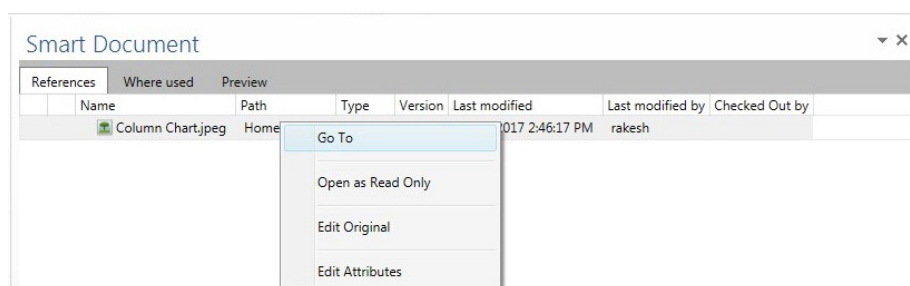 Smart Document
References Where used Preview
Name Path Type Version Last modified Last modified by Checked Out by
Column Chart.jpeg Home 2017 2:46:17 PM rakesh
Go To
Open as Read Only
Edit Original
Edit Attributes